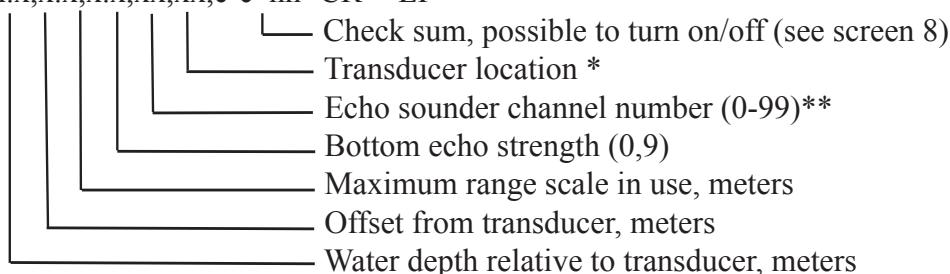 Check sum, possible to turn on/off (see screen 8)
Transducer location *
Echo sounder channel number (0-99)**
Bottom echo strength (0,9)
Maximum range scale in use, meters
Offset from transducer, meters
Water depth relative to transducer, meters